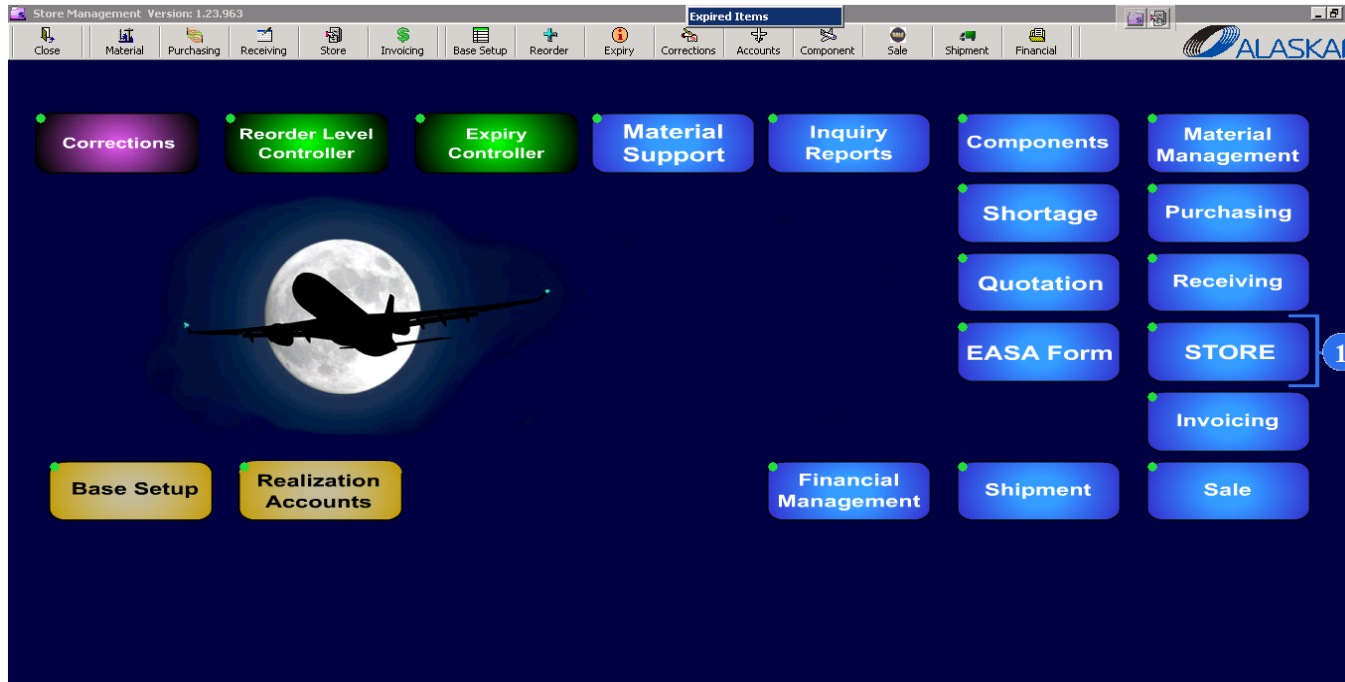 Store Management Version: 1.23.963
Expired Items
Close Material Purchasing Receiving Store Invoicing Base Setup Reorder Expiry Corrections Accounts Component Sale Shipment Financial
ALASKAR
Corrections
Reorder Level
Controller
Expiry
Controller
Material
Support
Inquiry
Reports
Components
Material
Management
Shortage
Purchasing
Quotation
Receiving
EASA Form
STORE
1
Invoicing
Base Setup
Realization
Accounts
Financial
Management
Shipment
Sale